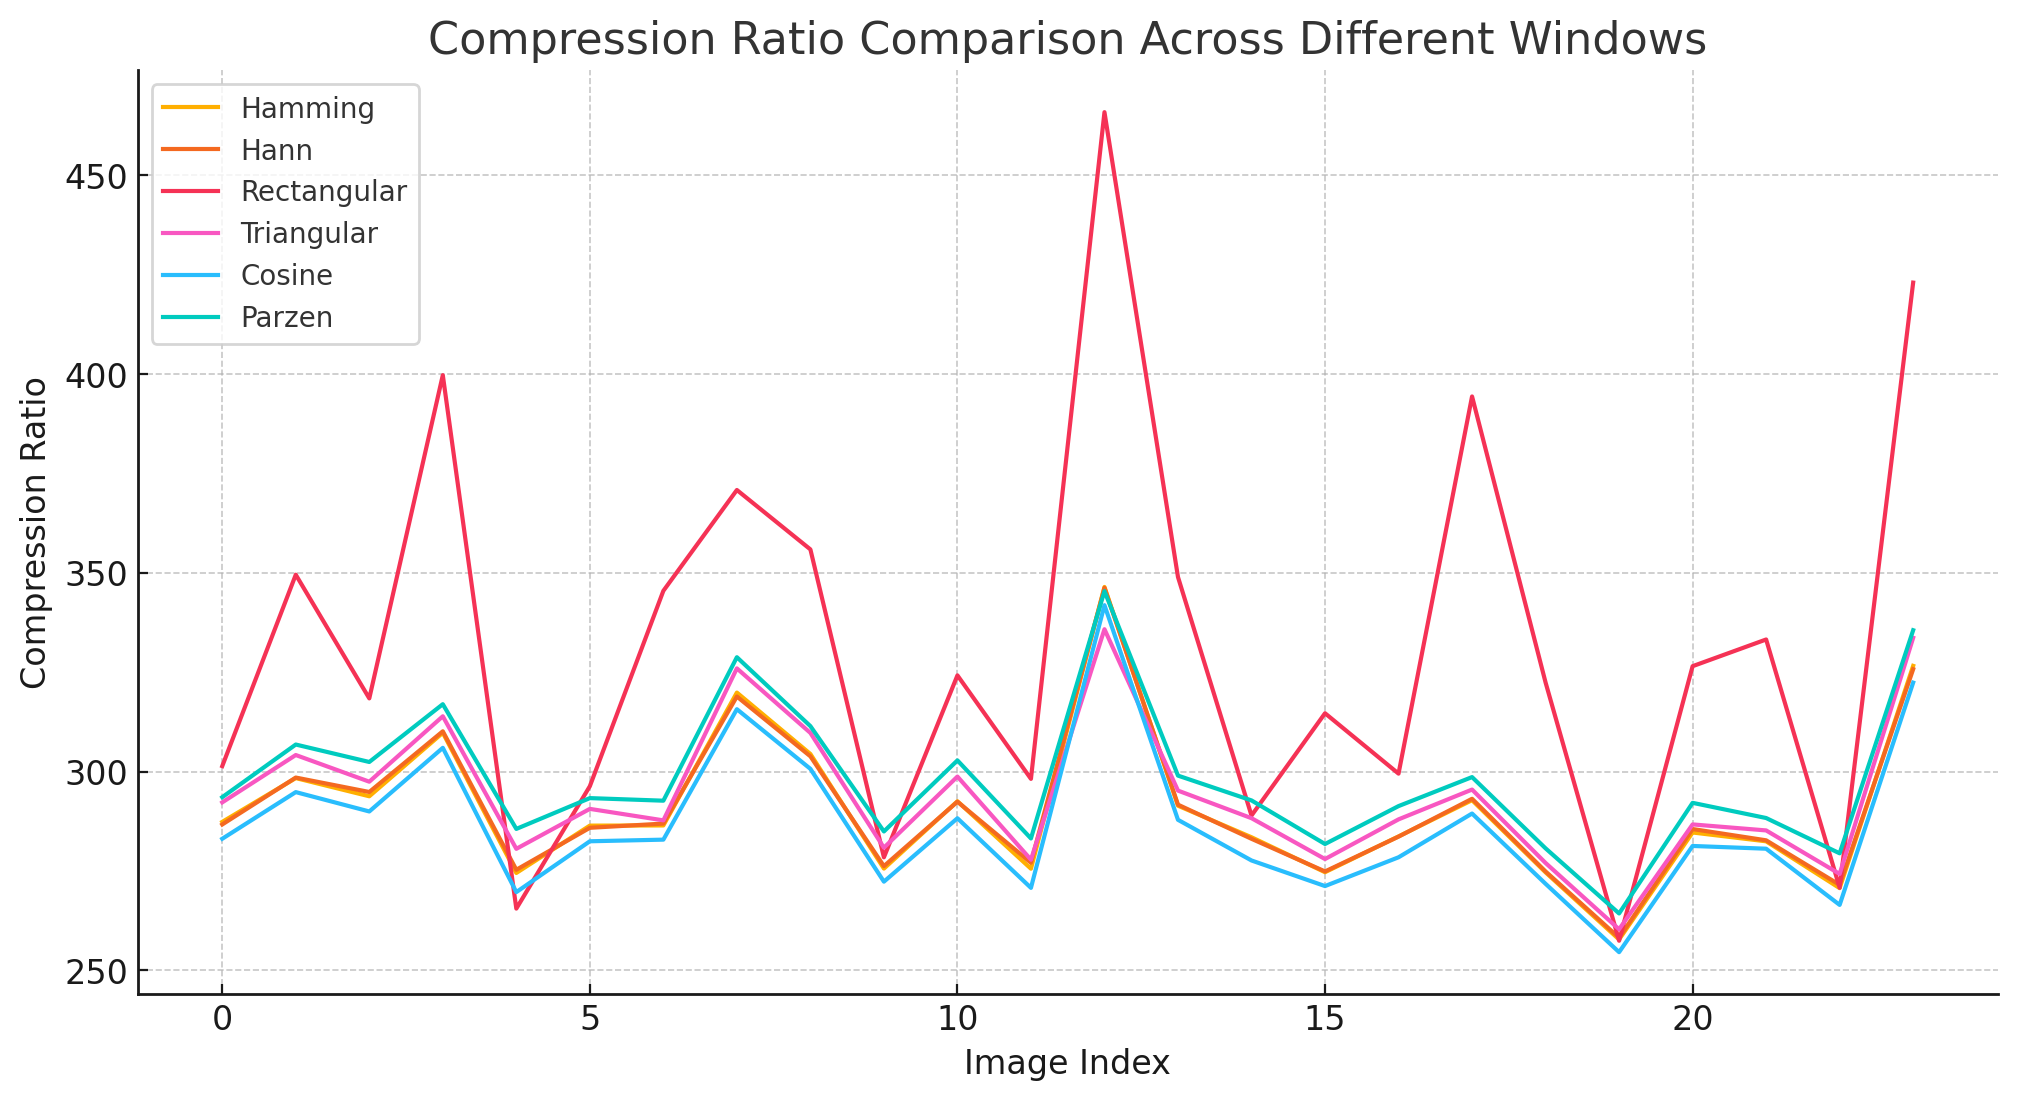 Compression Ratio Comparison Across Different Windows
Hamming
Hann
Rectangular
Triangular
Cosine
Parzen
450
400
350
300
250
Compression Ratio
0 5 10 15 20
Image Index